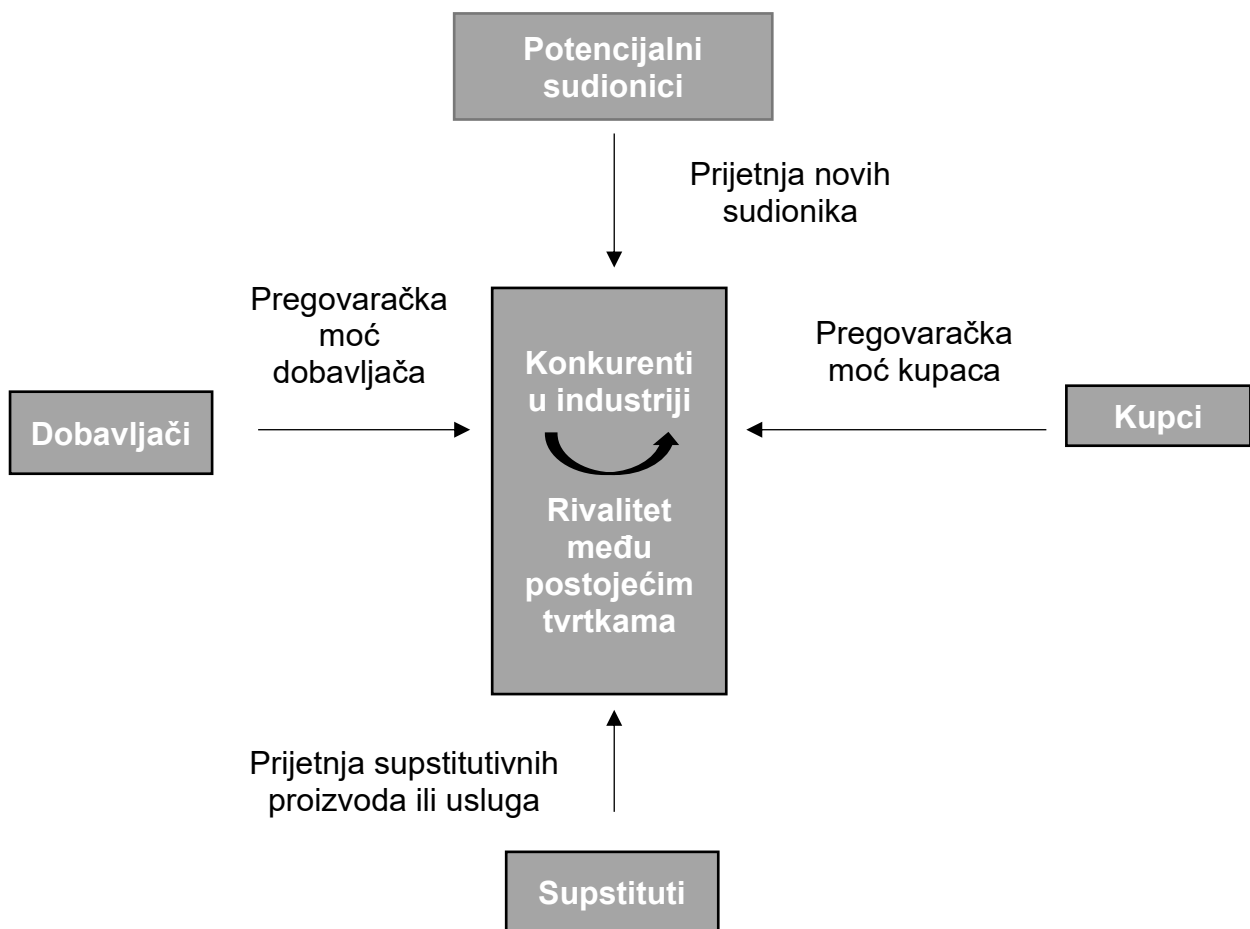 Potencijalni
sudionici
Prijetnja novih
sudionika
Pregovaračka
moć
dobavljača
Dobavljači
Konkurenti
u industriji
Rivalitet
među
postojećim
tvrtkama
Pregovaračka
moć kupaca
Kupci
Prijetnja supstitutivnih
proizvoda ili usluga
Supstituti